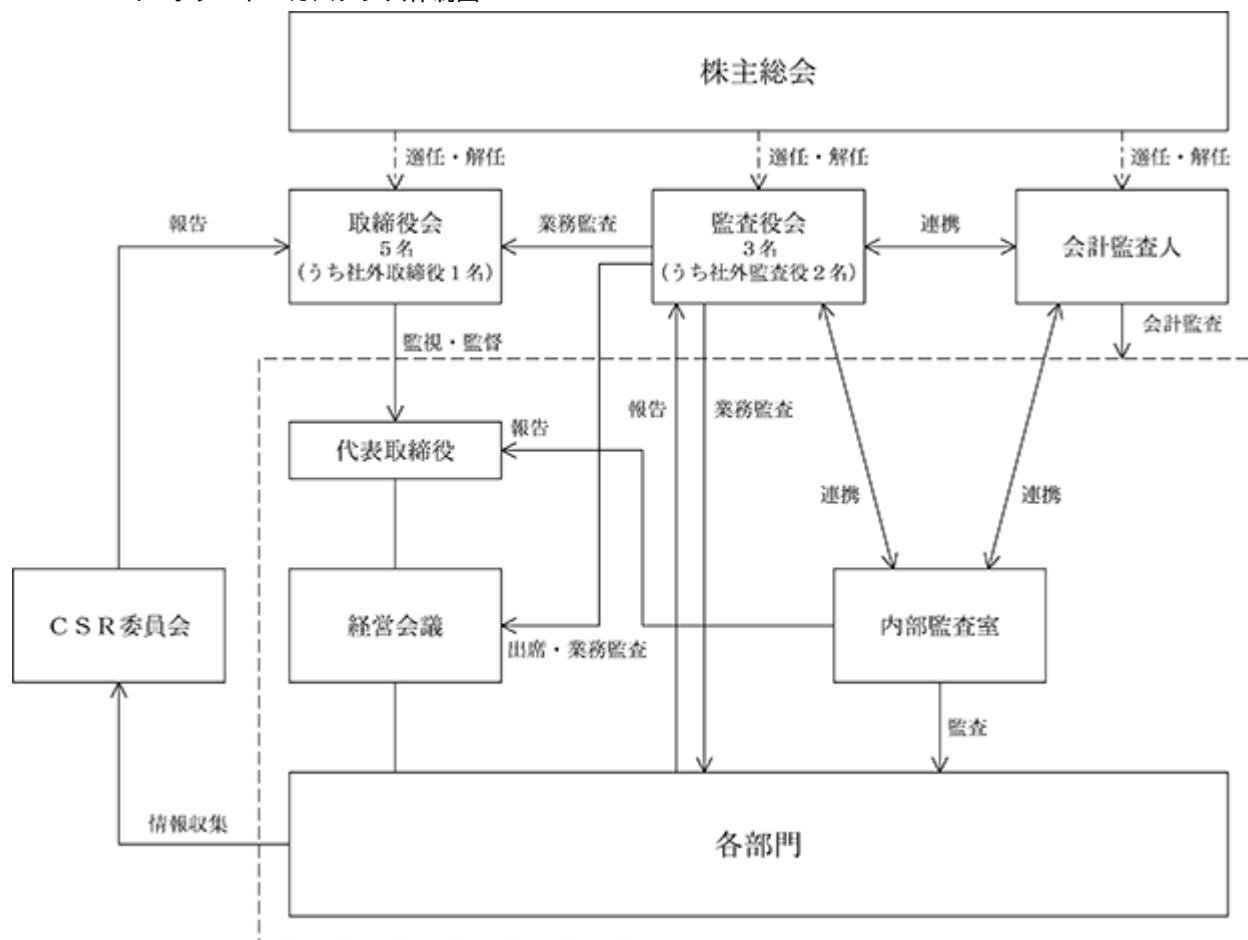 株主総会
選任・解任
選任・解任
選任・解任
報告
取締役会
5名
(うち社外取締役1名)
業務監査
監査役会
3名
(うち社外監査役2名)
連携
会計監査人
会計監査
監視・監督
報告
業務監査
代表取締役
報告
連携
連携
CSR委員会
経営会議
出席・業務監査
内部監査室
監査
情報収集
各部門